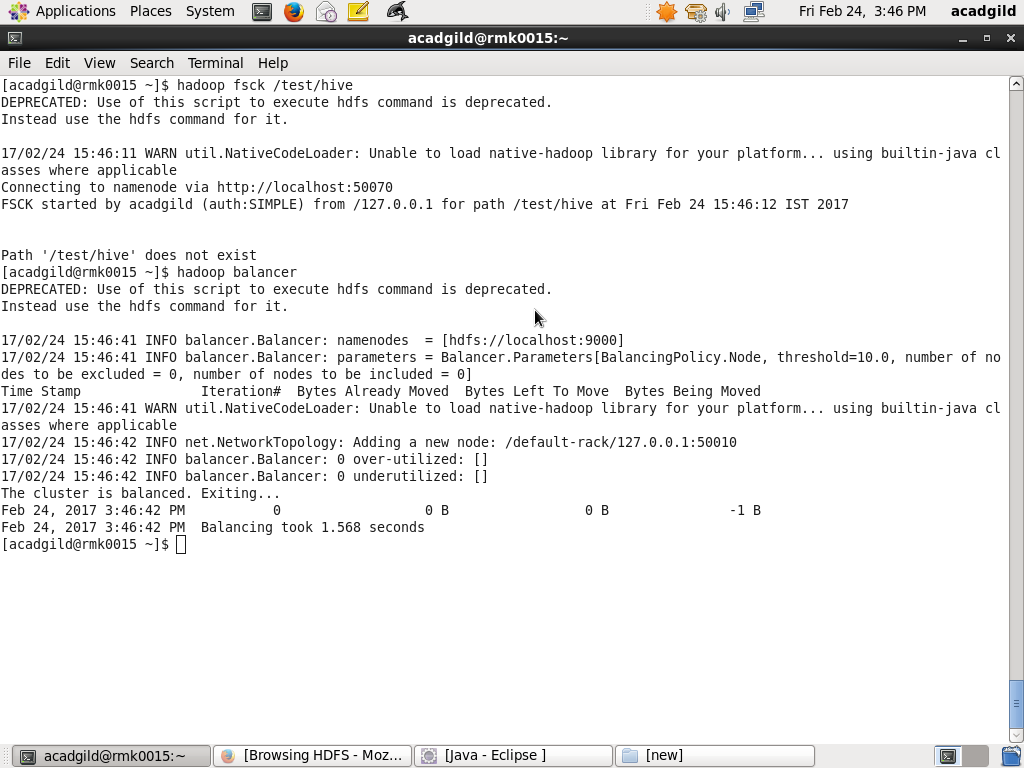 Applications Places System Fri Feb 24, 3:46 PM acadgild
acadgild@rmk0015:~
File Edit View Search Terminal Help
[acadgild@rmk0015 ~]$ hadoop fsck /test/hive
DEPRECATED: Use of this script to execute hdfs command is deprecated.
Instead use the hdfs command for it.
17/02/24 15:46:11 WARN util.NativeCodeLoader: Unable to load native-hadoop library for your platform... using builtin-java cl
asses where applicable
Connecting to namenode via http://localhost:50070
FSCK started by acadgild (auth:SIMPLE) from /127.0.0.1 for path /test/hive at Fri Feb 24 15:46:12 IST 2017
Path '/test/hive' does not exist
[acadgild@rmk0015 ~]$ hadoop balancer
DEPRECATED: Use of this script to execute hdfs command is deprecated.
Instead use the hdfs command for it.
17/02/24 15:46:41 INFO balancer.Balancer: namenodes  = [hdfs://localhost:9000]
17/02/24 15:46:41 INFO balancer.Balancer: parameters = Balancer.Parameters[BalancingPolicy.Node, threshold=10.0, number of no
des to be excluded = 0, number of nodes to be included = 0]
Time Stamp               Iteration#  Bytes Already Moved  Bytes Left To Move  Bytes Being Moved
17/02/24 15:46:41 WARN util.NativeCodeLoader: Unable to load native-hadoop library for your platform... using builtin-java cl
asses where applicable
17/02/24 15:46:42 INFO net.NetworkTopology: Adding a new node: /default-rack/127.0.0.1:50010
17/02/24 15:46:42 INFO balancer.Balancer: 0 over-utilized: []
17/02/24 15:46:42 INFO balancer.Balancer: 0 underutilized: []
The cluster is balanced. Exiting...
Feb 24, 2017 3:46:42 PM           0                  0 B                 0 B               -1 B
Feb 24, 2017 3:46:42 PM  Balancing took 1.568 seconds
[acadgild@rmk0015 ~]$
acadgild@rmk0015:~ [Browsing HDFS - Moz... [Java - Eclipse ] [new]